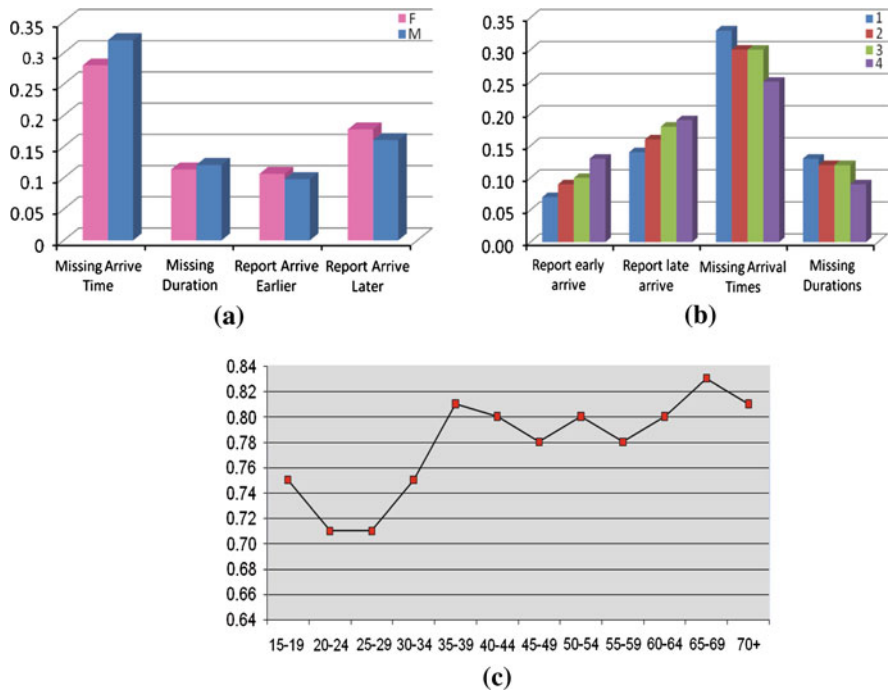 0.35
0.3
0.25
0.2
0.15
0.1
0.05
0
F
M
Missing Arrive Time
Missing Duration
Report Arrive Earlier
Report Arrive Later
(a)
0.35
0.30
0.25
0.20
0.15
0.10
0.05
0.00
1
2
3
4
Report early arrive
Report late arrive
Missing Arrival Times
Missing Durations
(b)
0.84
0.82
0.80
0.78
0.76
0.74
0.72
0.70
0.68
0.66
0.64
15-19 20-24 25-29 30-34 35-39 40-44 45-49 50-54 55-59 60-64 65-69 70+
(c)